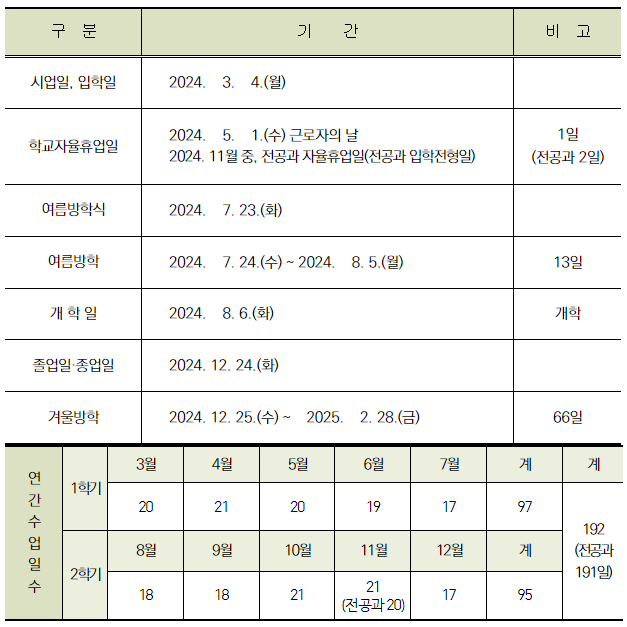 구 분 기 간 비 고
시업일, 입학일 2024. 3. 4.(월)
학교자율휴업일 2024. 5. 1.(수) 근로자의 날 1일
2024. 11월 중, 전공과 자율휴업일(전공과 입학전형일) (전공과 2일)
여름방학식 2024. 7. 23.(화)
여름방학 2024. 7. 24.(수) ~ 2024. 8. 5.(월) 13일
개 학 일 2024. 8. 6.(화) 개학
졸업일·종업일 2024. 12. 24.(화)
겨울방학 2024. 12. 25.(수) ~ 2025. 2. 28.(금) 66일
연간수업일수
1학기 3월 4월 5월 6월 7월 계 계
20 21 20 19 17 97
2학기 8월 9월 10월 11월 12월 계
18 18 21 21 (전공과 20) 17 95
192
(전공과
191일)